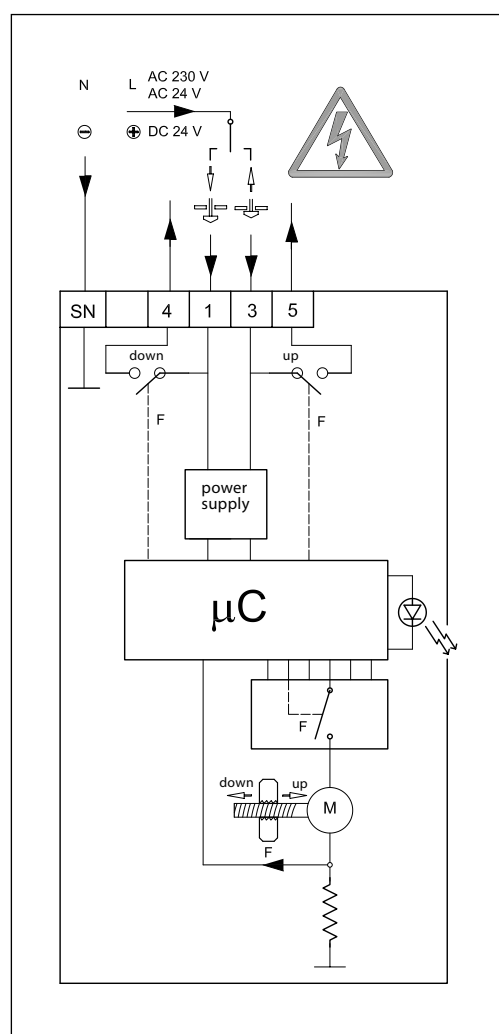 N L AC 230 V
AC 24 V
DC 24 V
SN 4 1 3 5
down up
F F
power
supply
µC
F
down up
M
F